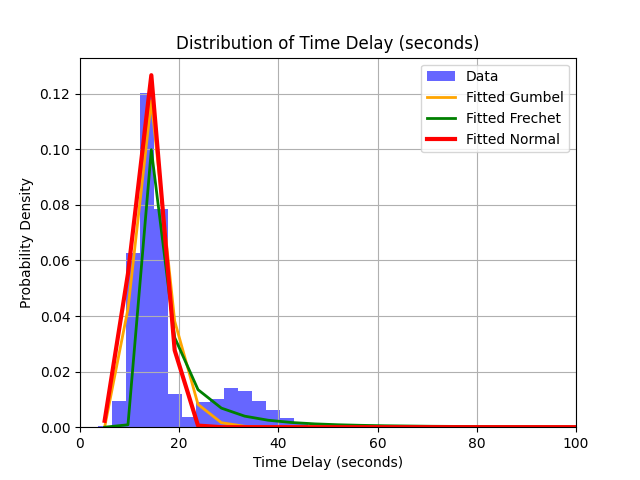 Distribution of Time Delay (seconds)
Data
Fitted Gumbel
Fitted Frechet
Fitted Normal
Probability Density
0.12
0.10
0.08
0.06
0.04
0.02
0.00
0 20 40 60 80 100
Time Delay (seconds)